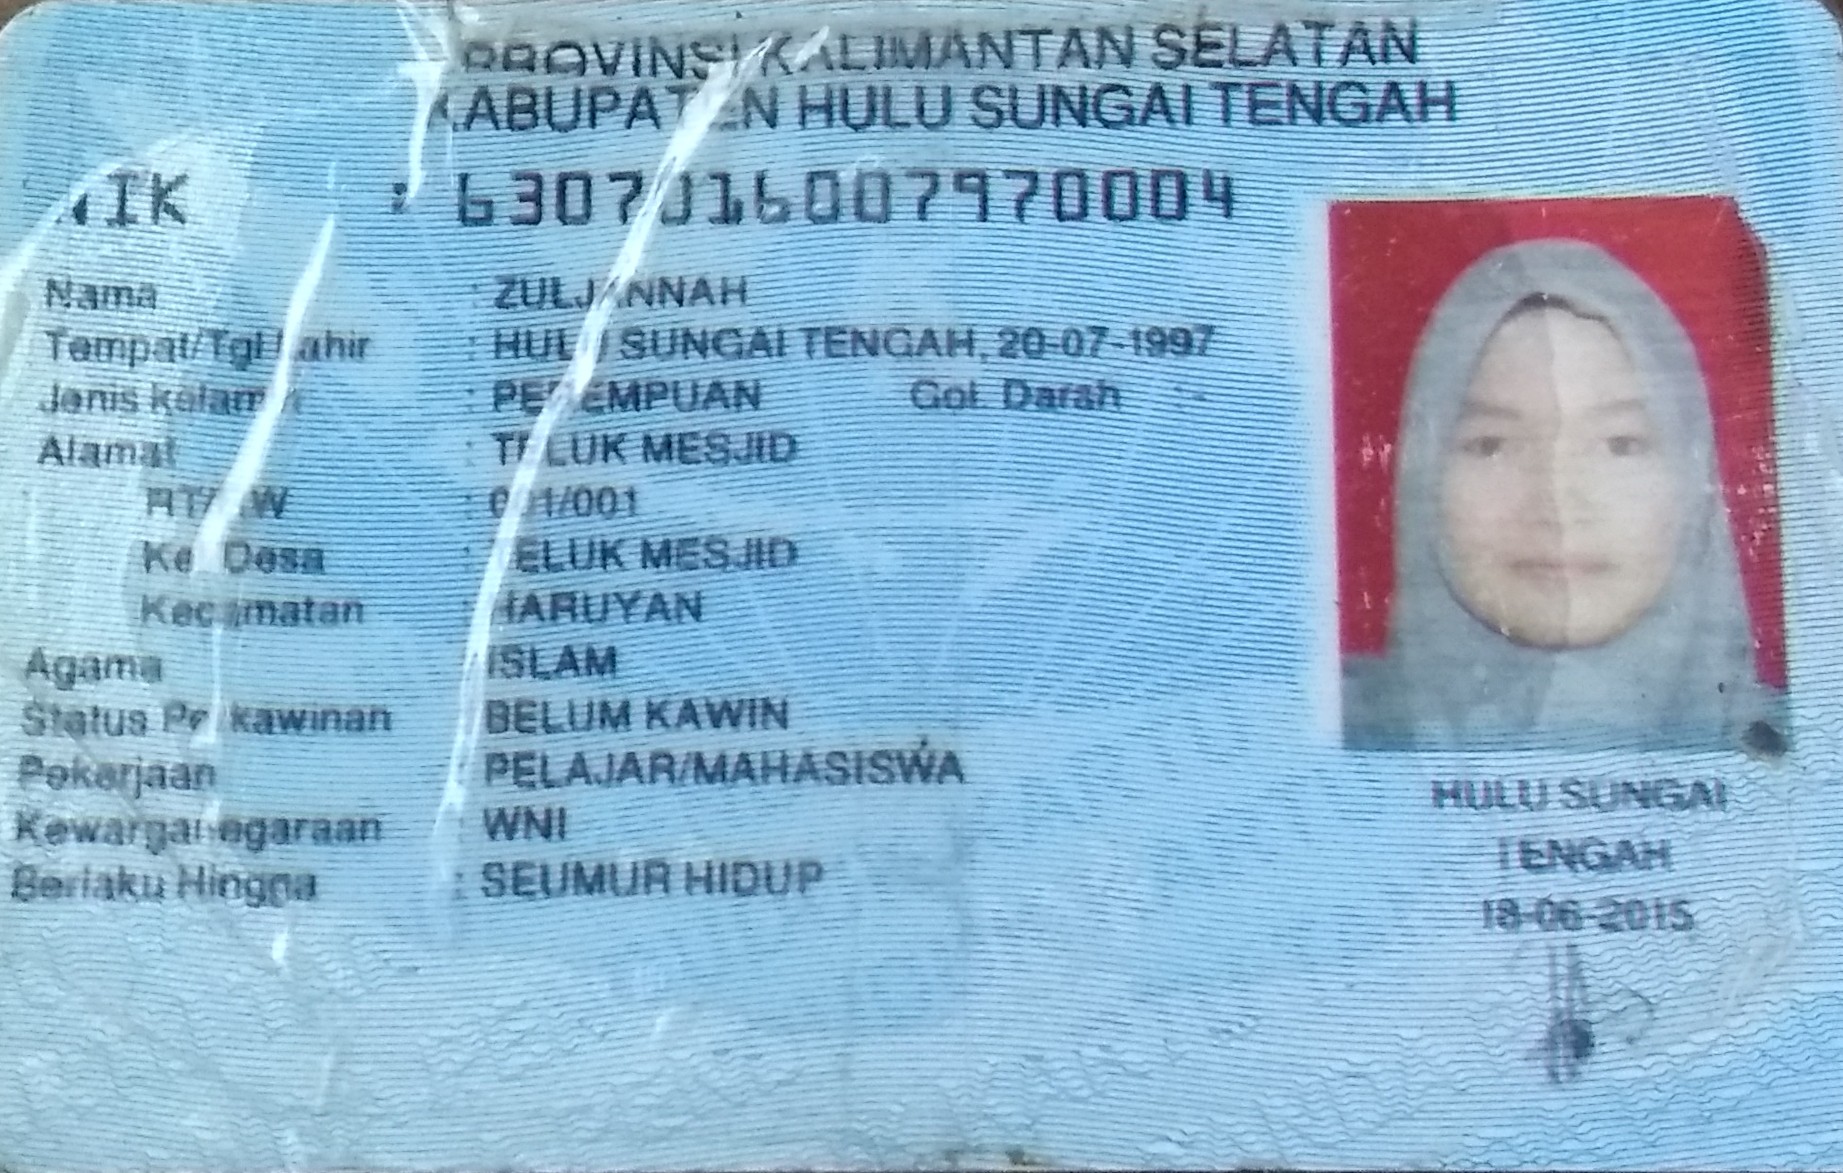 PROVINSI KALIMANTAN SELATAN
KABUPATEN HULU SUNGAI TENGAH
NIK : 6307016007970004
Nama : ZULJANNAH
Tempat/Tgl Lahir : HULU SUNGAI TENGAH, 20-07-1997
Jenis kelamin : PEREMPUAN Gol. Darah : -
Alamat : TELUK MESJID
RT/RW : 001/001
Kel/Desa : TELUK MESJID
Kecamatan : HARUYAN
Agama : ISLAM
Status Perkawinan : BELUM KAWIN
Pekerjaan : PELAJAR/MAHASISWA
Kewarganegaraan : WNI
Berlaku Hingga : SEUMUR HIDUP
HULU SUNGAI
TENGAH
18-06-2015